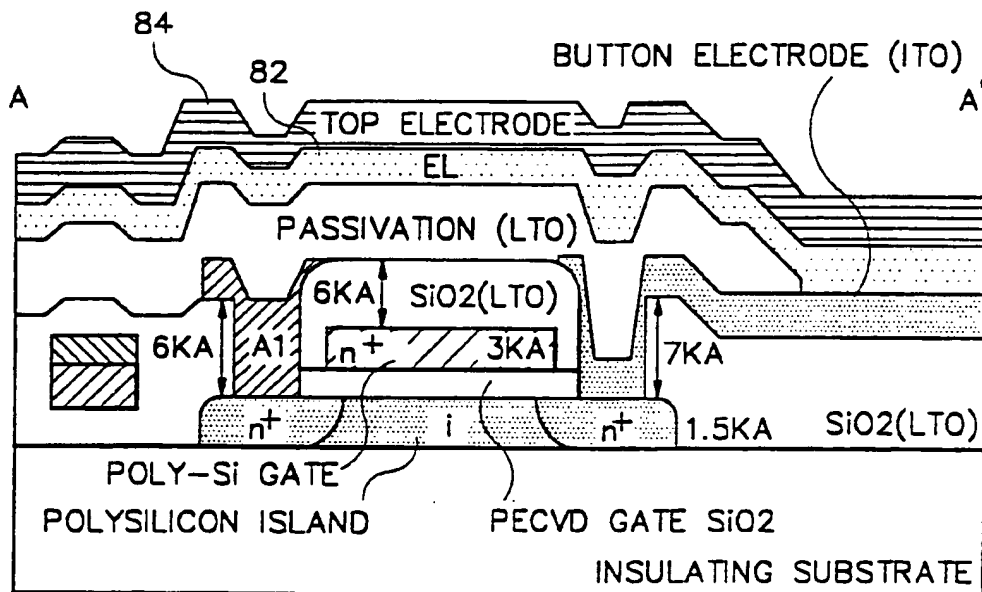 84
82
BUTTON ELECTRODE (ITO)
A
A'
TOP ELECTRODE
EL
PASSIVATION (LTO)
6KA
SiO2(LTO)
6KA
A1
n+
3KA1
7KA
n+
i
n+
1.5KA
SiO2(LTO)
POLY-Si GATE
POLYSILICON ISLAND
PECVD GATE SiO2
INSULATING SUBSTRATE